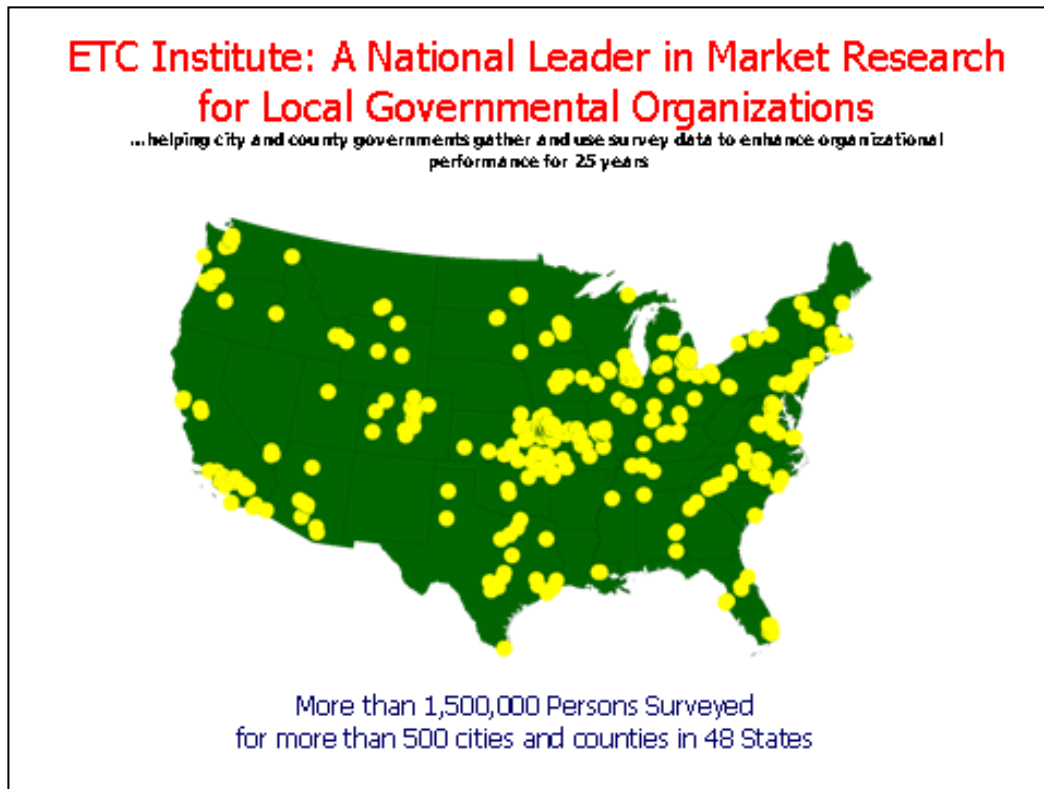 ETC Institute: A National Leader in Market Research
for Local Governmental Organizations
...helping city and county governments gather and use survey data to enhance organizational
performance for 25 years
More than 1,500,000 Persons Surveyed
for more than 500 cities and counties in 48 States